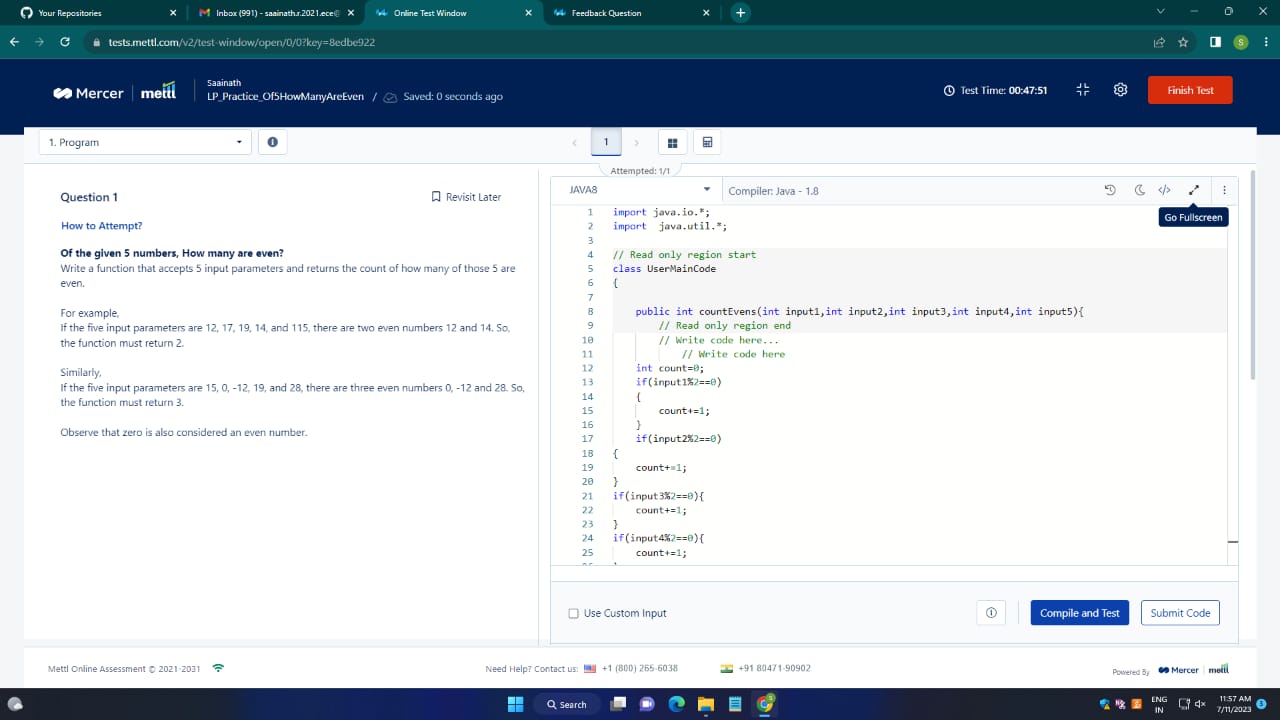 Your Repositories
Inbox (991) - saainath.r.2021.ece@
Online Test Window
Feedback Question
tests.mettl.com/v2/test-window/open/0/0?key=8edbe922
S
Mercer mettl
Saainath
LP_Practice_Of5HowManyAreEven / Saved: 0 seconds ago
Test Time: 00:47:51
Finish Test
1. Program
1
Attempted: 1/1
Question 1
Revisit Later
How to Attempt?
Of the given 5 numbers, How many are even?
Write a function that accepts 5 input parameters and returns the count of how many of those 5 are
even.
For example,
If the five input parameters are 12, 17, 19, 14, and 115, there are two even numbers 12 and 14. So,
the function must return 2.
Similarly,
If the five input parameters are 15, 0, -12, 19, and 28, there are three even numbers 0, -12 and 28. So,
the function must return 3.
Observe that zero is also considered an even number.
JAVA8
Compiler: Java - 1.8
Go Fullscreen
1 import java.io.*;
2 import  java.util.*;
3
4 // Read only region start
5 class UserMainCode
6 {
7
8 public int countEvens(int input1,int input2,int input3,int input4,int input5){
9 // Read only region end
10 // Write code here...
11 // Write code here
12 int count=0;
13 if(input1%2==0)
14 {
15 count+=1;
16 }
17 if(input2%2==0)
18 {
19 count+=1;
20 }
21 if(input3%2==0){
22 count+=1;
23 }
24 if(input4%2==0){
25 count+=1;
Use Custom Input
Compile and Test
Submit Code
Mettl Online Assessment © 2021-2031
Need Help? Contact us: +1 (800) 265-6038
+91 80471-90902
Powered By Mercer mettl
Search
ENG
IN
11:57 AM
7/11/2023